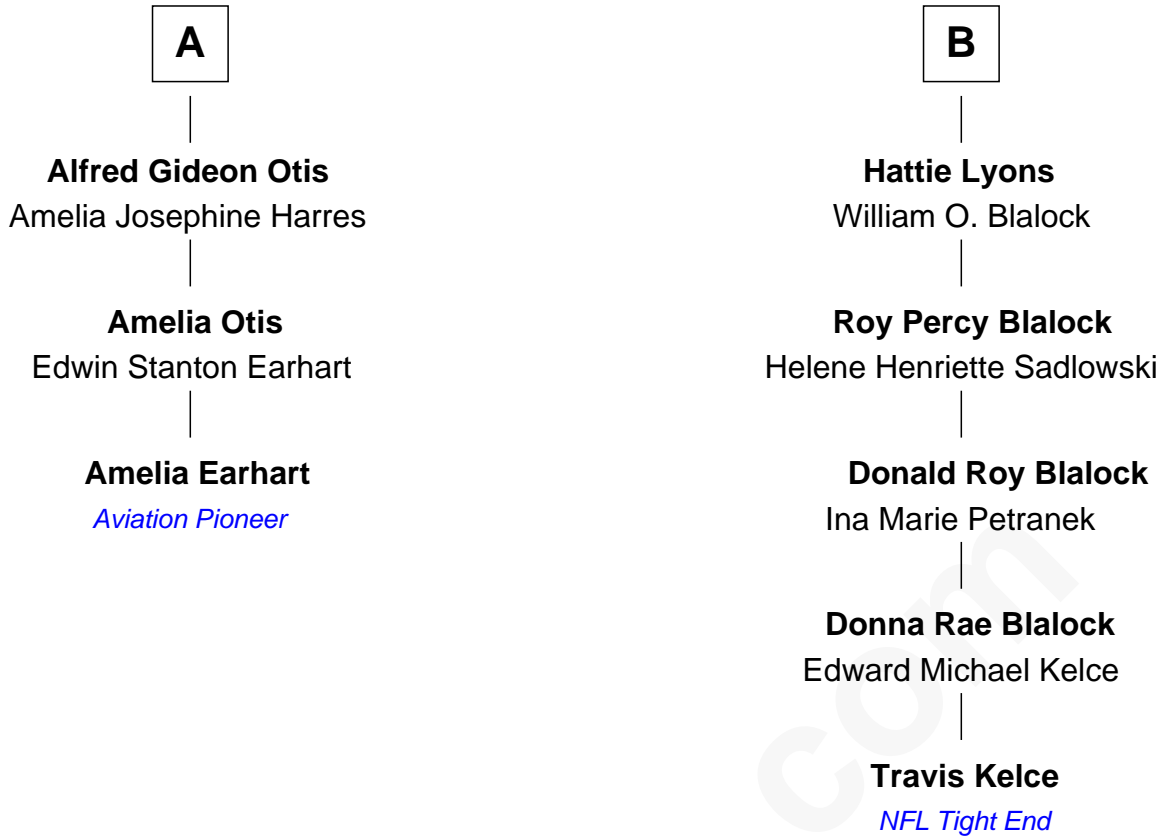 A
Alfred Gideon Otis
Amelia Josephine Harres
Amelia Otis
Edwin Stanton Earhart
Amelia Earhart
Aviation Pioneer
B
Hattie Lyons
William O. Blalock
Roy Percy Blalock
Helene Henriette Sadlowski
Donald Roy Blalock
Ina Marie Petranek
Donna Rae Blalock
Edward Michael Kelce
Travis Kelce
NFL Tight End
com